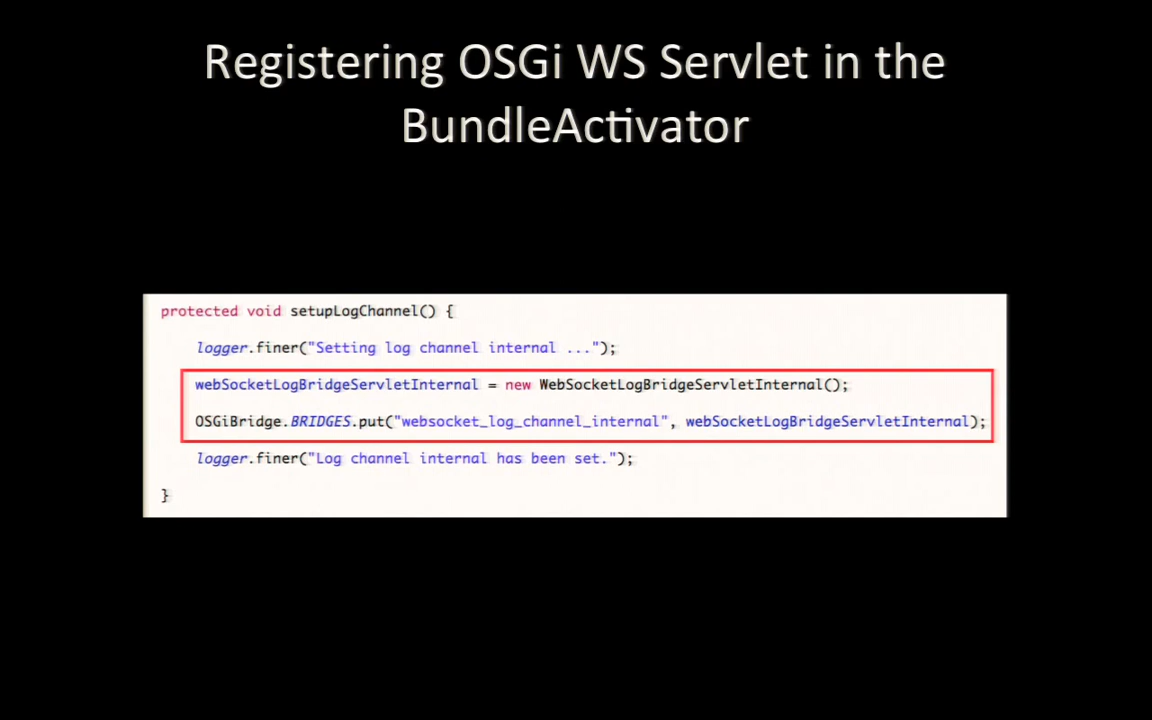 Registering OSGi WS Servlet in the
BundleActivator
protected void setupLogChannel() {
logger.finer("Setting log channel internal ...");
webSocketLogBridgeServletInternal = new WebSocketLogBridgeServletInternal();
OSGiBridge.BRIDGES.put("websocket_log_channel_internal", webSocketLogBridgeServletInternal);
logger.finer("Log channel internal has been set.");
}